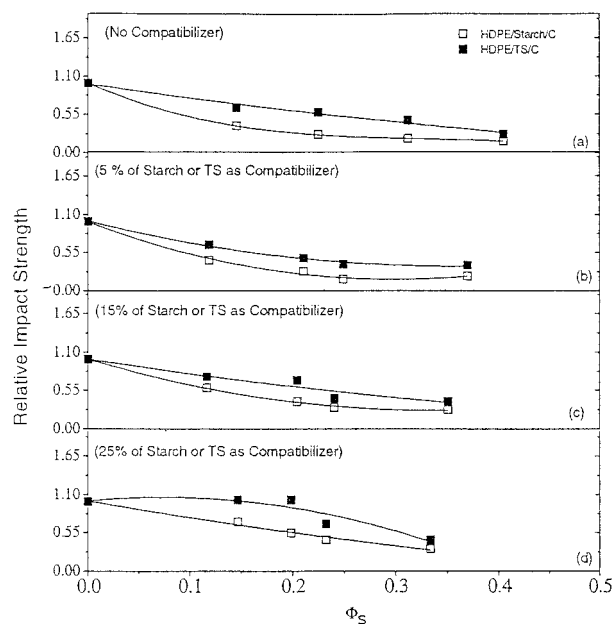 Relative Impact Strength
(No Compatibilizer)
HDPE/Starch/C
HDPE/TS/C
1.65
1.10
0.55
0.00
(a)
(5 % of Starch or TS as Compatibilizer)
1.65
1.10
0.55
0.00
(b)
(15% of Starch or TS as Compatibilizer)
1.65
1.10
0.55
0.00
(c)
(25% of Starch or TS as Compatibilizer)
1.65
1.10
0.55
0.00
(d)
0.0 0.1 0.2 0.3 0.4 0.5
ΦS